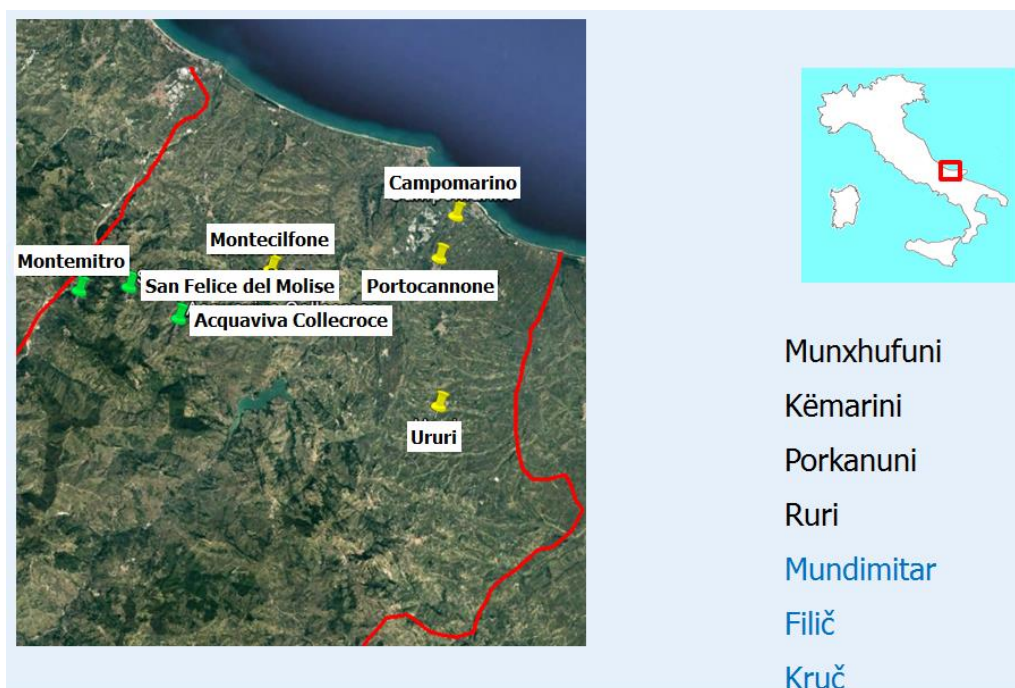 Campomarino
Montecilfone
Montemitro
San Felice del Molise
Portocannone
Acquaviva Collecroce
Ururi
Munxhufuni
Këmarini
Porkanuni
Ruri
Mundimitar
Filič
Kruč